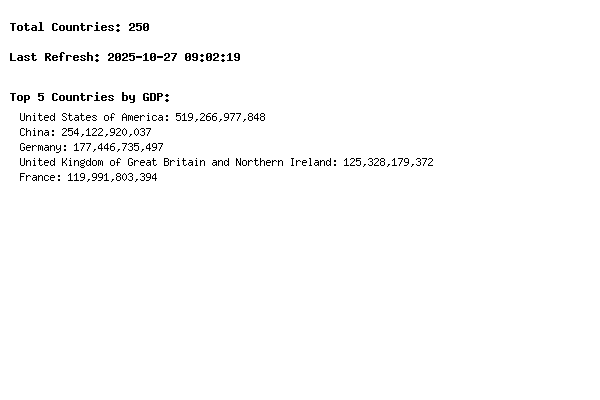 Total Countries: 250
Last Refresh: 2025-10-27 09:02:19
Top 5 Countries by GDP:
United States of America: 519,266,977,848
China: 254,122,920,037
Germany: 177,446,735,497
United Kingdom of Great Britain and Northern Ireland: 125,328,179,372
France: 119,991,803,394